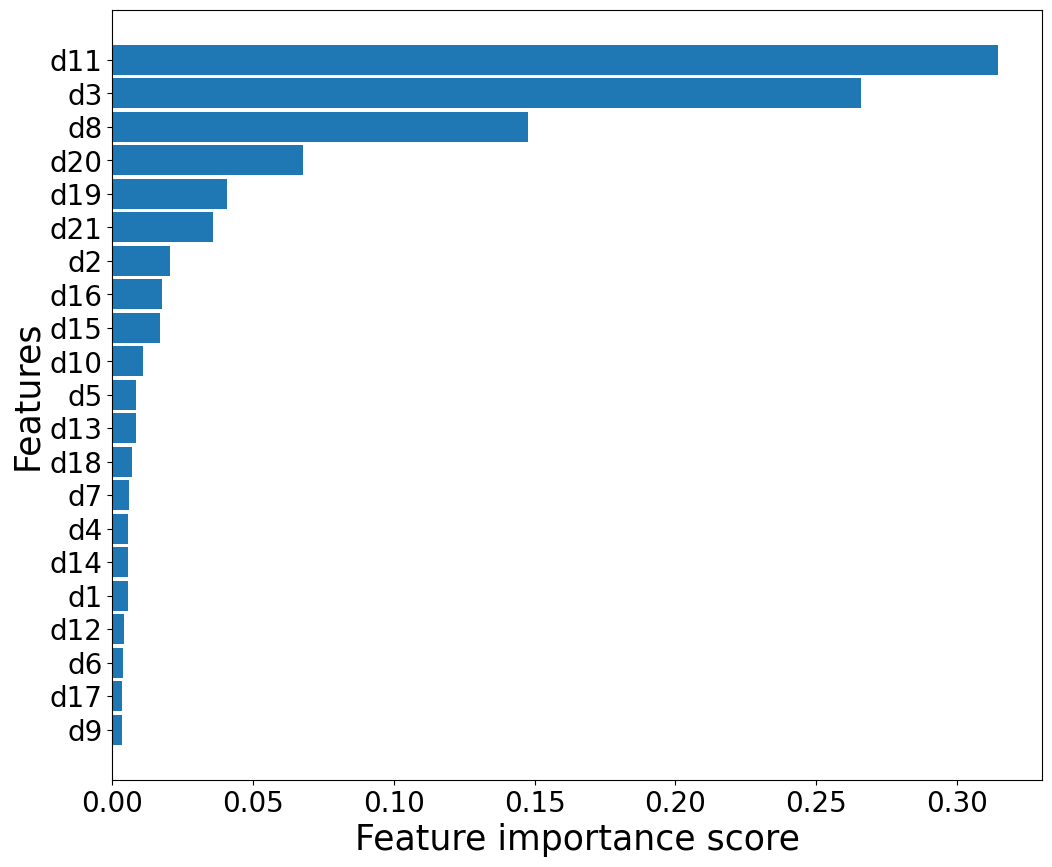 d11
d3
d8
d20
d19
d21
d2
d16
d15
d10
d5
d13
d18
d7
d4
d14
d1
d12
d6
d17
d9
Features
0.00 0.05 0.10 0.15 0.20 0.25 0.30
Feature importance score